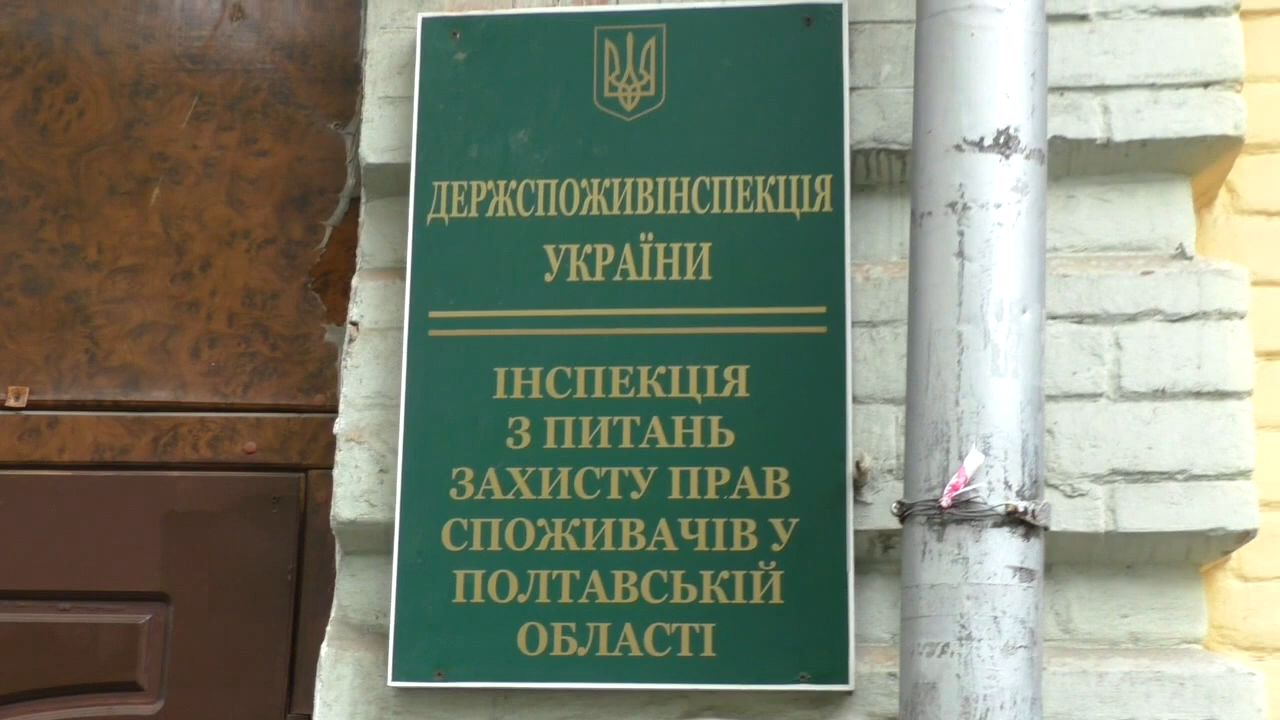 ДЕРЖСПОЖИВІНСПЕКЦІЯ
УКРАЇНИ
ІНСПЕКЦІЯ
З ПИТАНЬ
ЗАХИСТУ ПРАВ
СПОЖИВАЧІВ У
ПОЛТАВСЬКІЙ
ОБЛАСТІ